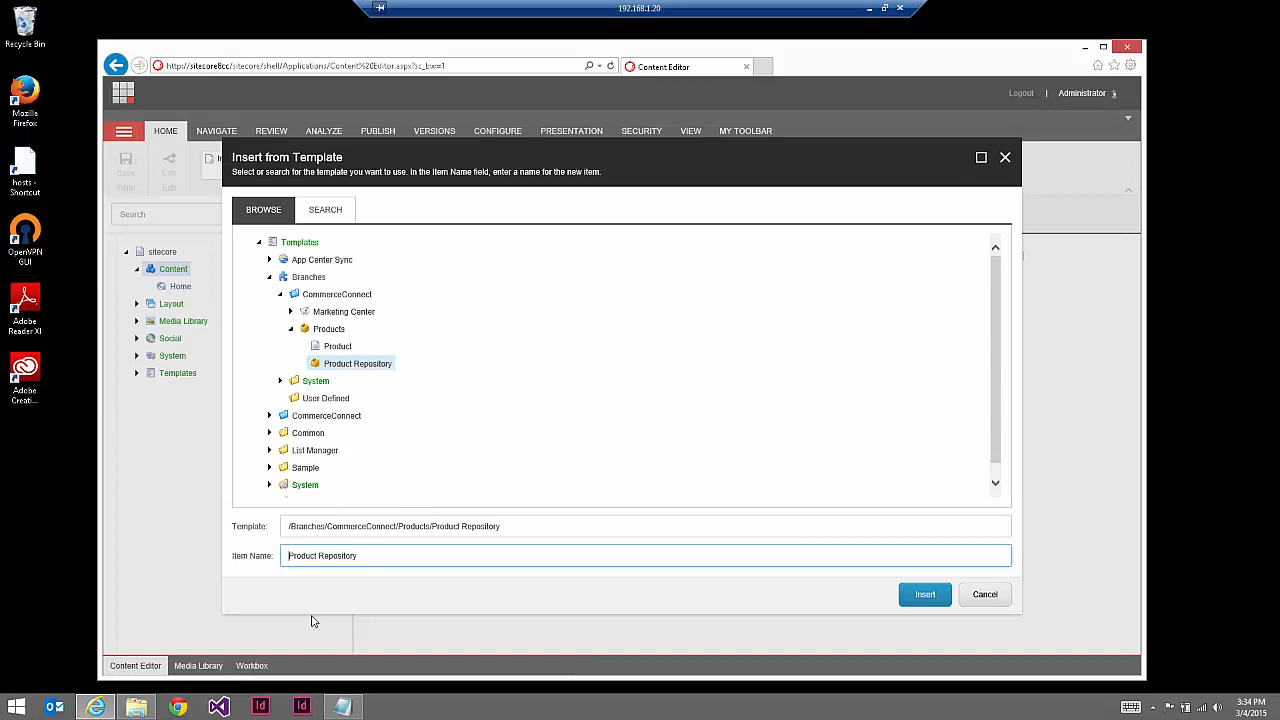 192.168.1.20
Recycle Bin
Mozilla
Firefox
hosts -
Shortcut
OpenVPN
GUI
Adobe
Reader XI
Adobe
Creati...
http://sitecore8cc/sitecore/shell/Applications/Content%20Editor.aspx?sc_bw=1
Content Editor
Logout | Administrator
HOME NAVIGATE REVIEW ANALYZE PUBLISH VERSIONS CONFIGURE PRESENTATION SECURITY VIEW MY TOOLBAR
Save
Write
Edit
Edit
Search
sitecore
Content
Home
Layout
Media Library
Social
System
Templates
Insert from Template
Select or search for the template you want to use. In the Item Name field, enter a name for the new item.
BROWSE SEARCH
Templates
App Center Sync
Branches
CommerceConnect
Marketing Center
Products
Product
Product Repository
System
User Defined
CommerceConnect
Common
List Manager
Sample
System
Template: /Branches/CommerceConnect/Products/Product Repository
Item Name: Product Repository
Insert Cancel
Content Editor Media Library Workbox
Id Id
3:34 PM
3/4/2015